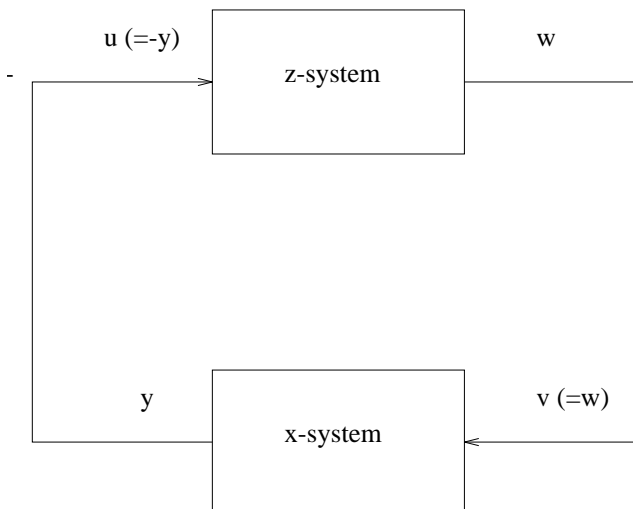 u (=-y)
w
-
z-system
y
v (=w)
x-system